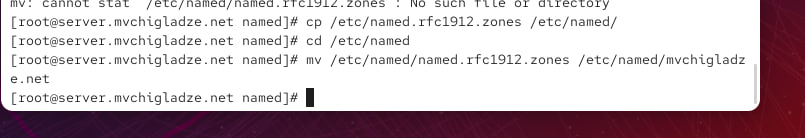 mv: cannot stat '/etc/named/named.rfc1912.zones': No such file or directory
[root@server.mvchigladze.net named]# cp /etc/named.rfc1912.zones /etc/named/
[root@server.mvchigladze.net named]# cd /etc/named
[root@server.mvchigladze.net named]# mv /etc/named/named.rfc1912.zones /etc/named/mvchigladz
e.net
[root@server.mvchigladze.net named]#